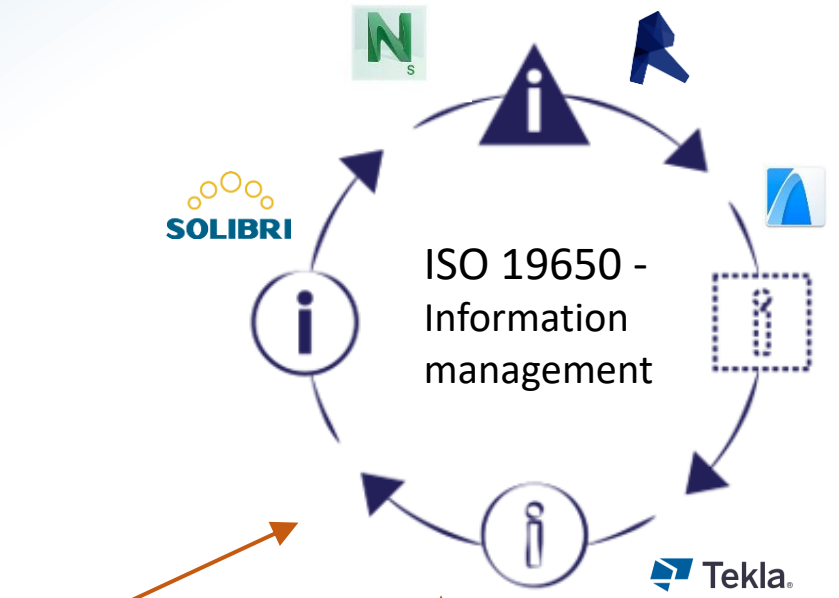 N
S
i
SOLIBRI
ISO 19650 -
Information
management
i
i
i
Tekla®